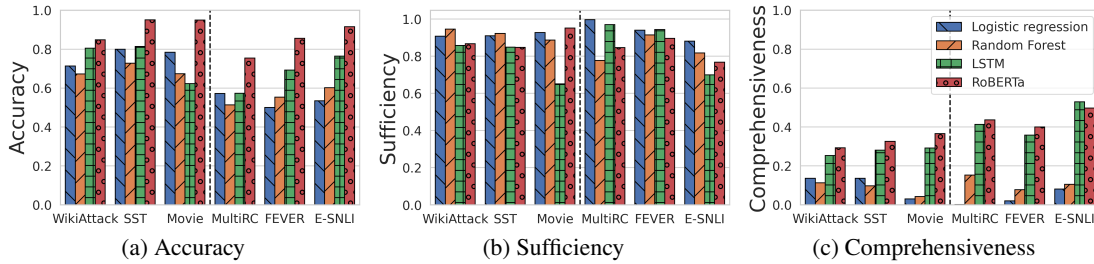 Accuracy
1.0
0.8
0.6
0.4
0.2
0.0
WikiAttack SST Movie MultiRC FEVER E-SNLI
(a) Accuracy
Sufficiency
1.0
0.8
0.6
0.4
0.2
0.0
WikiAttack SST Movie MultiRC FEVER E-SNLI
(b) Sufficiency
Comprehensiveness
1.0
0.8
0.6
0.4
0.2
0.0
Logistic regression
Random Forest
LSTM
RoBERTa
WikiAttack SST Movie MultiRC FEVER E-SNLI
(c) Comprehensiveness